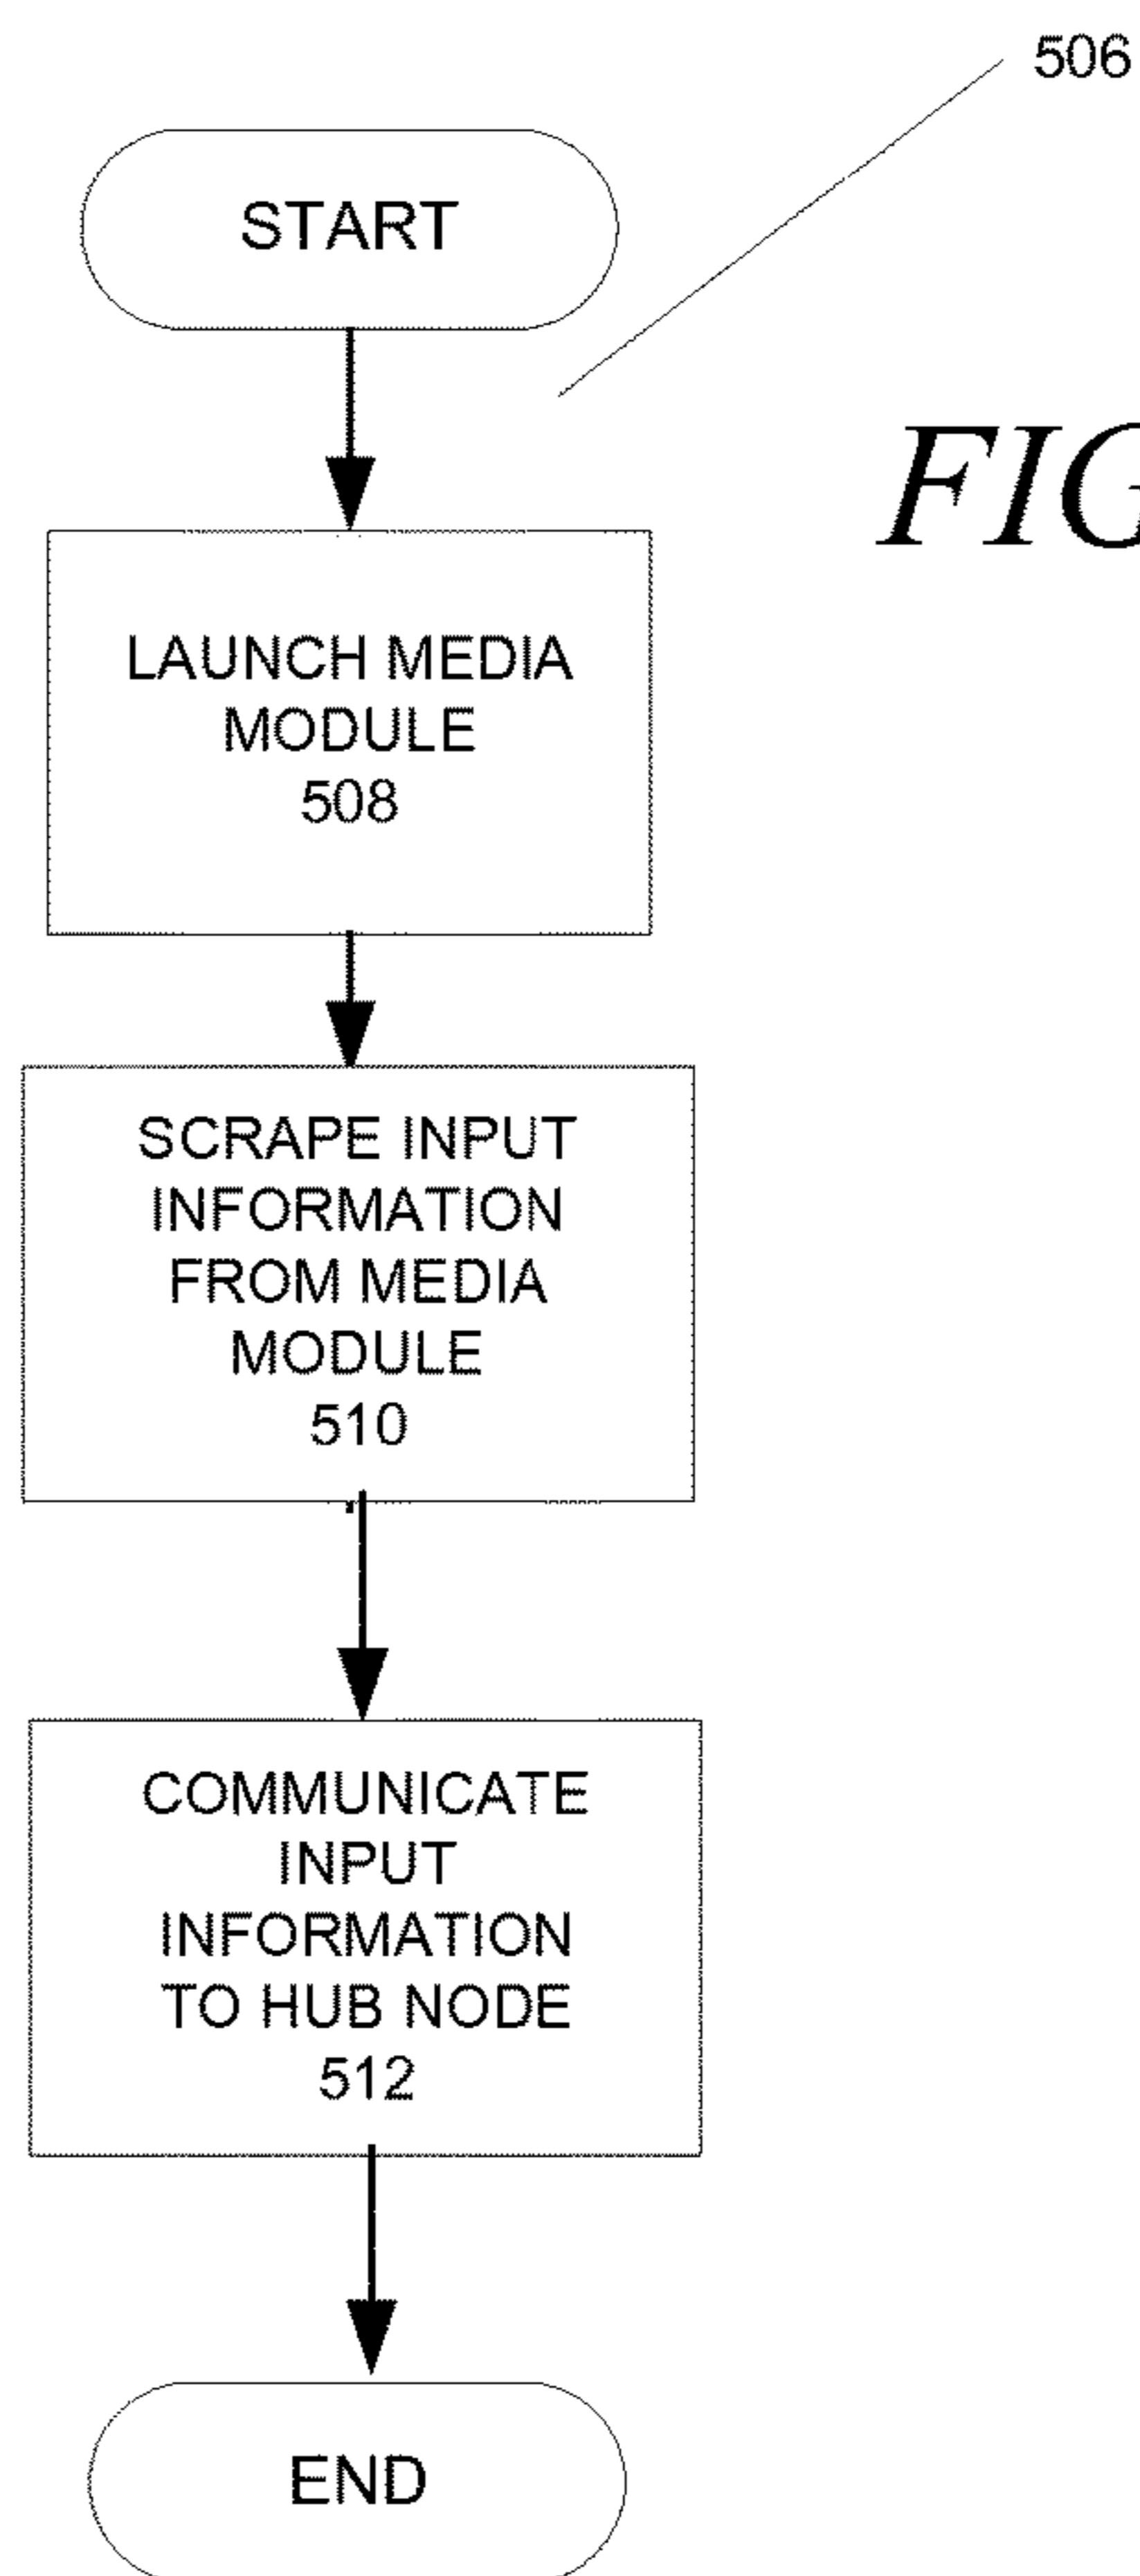 506
START
FIG
LAUNCH MEDIA
MODULE
508
SCRAPE INPUT
INFORMATION
FROM MEDIA
MODULE
510
COMMUNICATE
INPUT
INFORMATION
TO HUB NODE
512
END